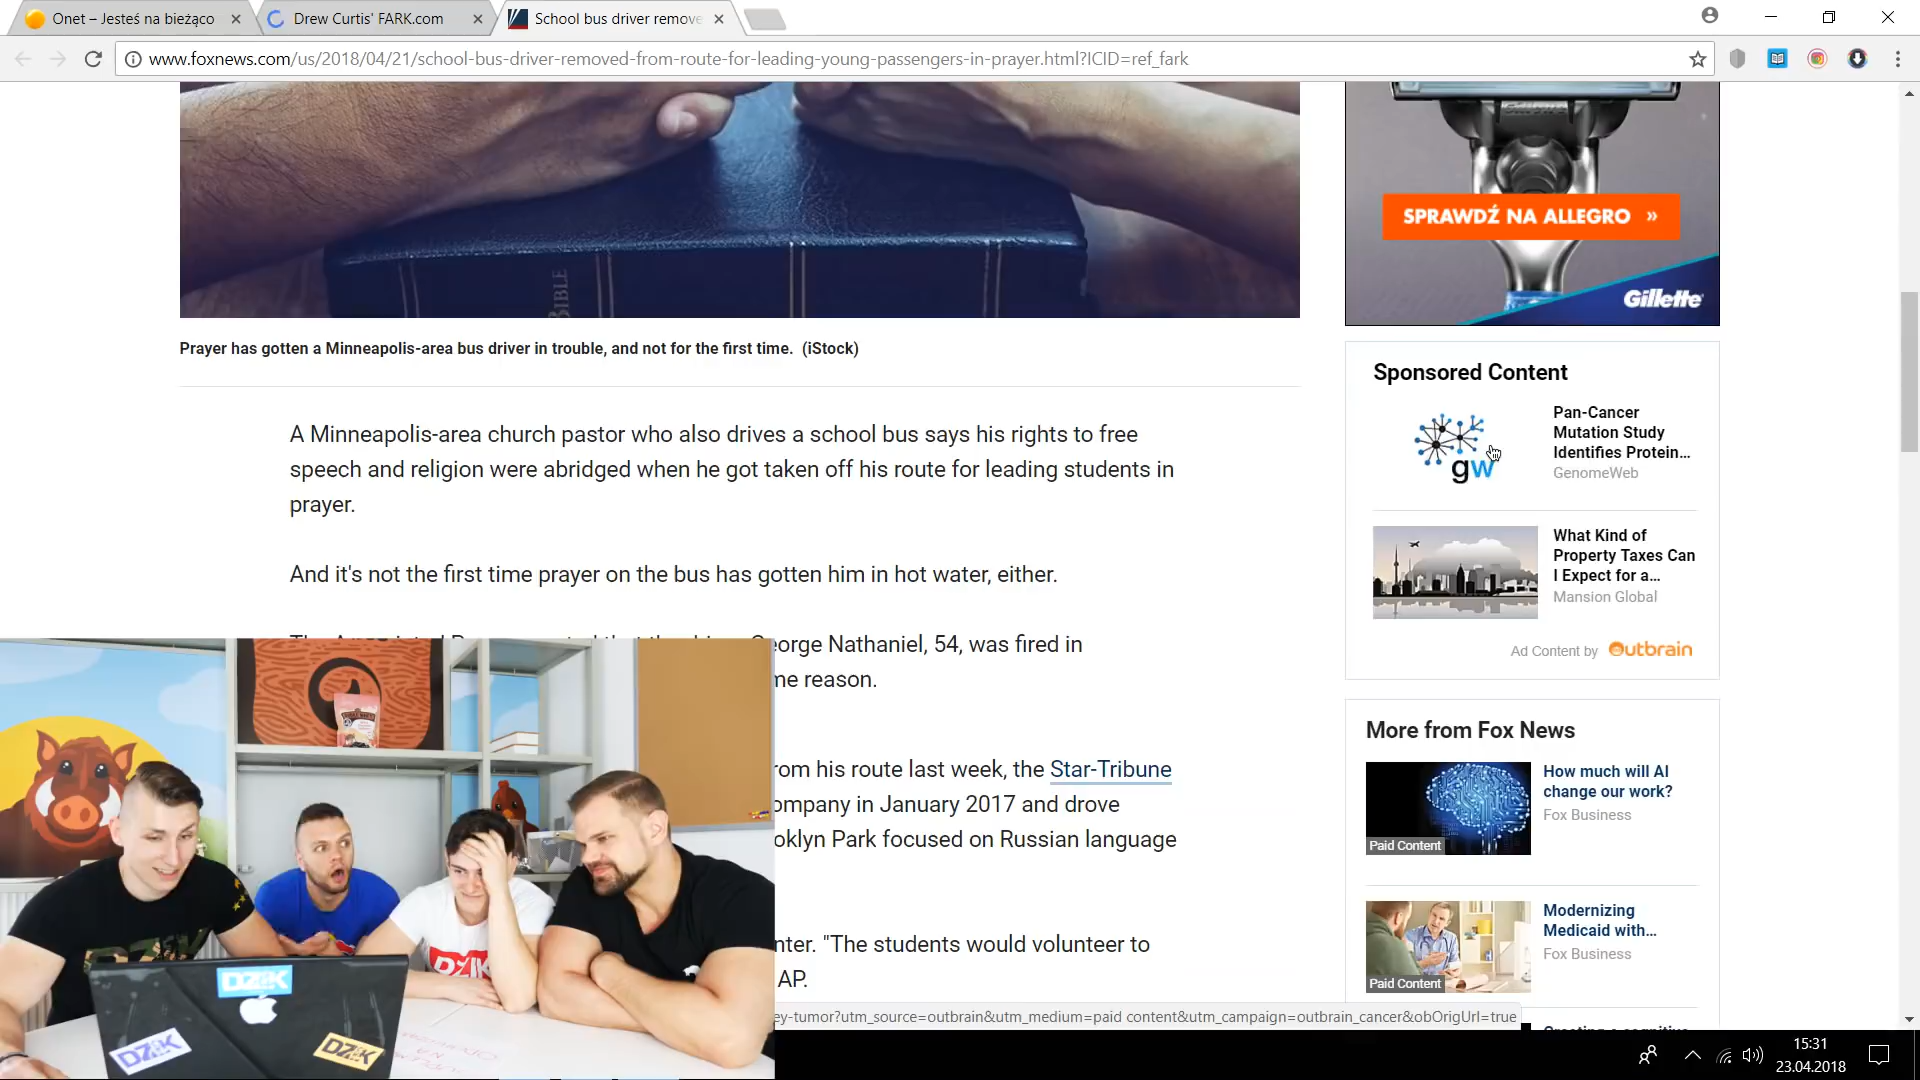 Onet – Jesteś na bieżąco
Drew Curtis' FARK.com
School bus driver remove
www.foxnews.com/us/2018/04/21/school-bus-driver-removed-from-route-for-leading-young-passengers-in-prayer.html?ICID=ref_fark
BIBLE
SPRAWDŹ NA ALLEGRO »
Gillette
Prayer has gotten a Minneapolis-area bus driver in trouble, and not for the first time. (iStock)
A Minneapolis-area church pastor who also drives a school bus says his rights to free
speech and religion were abridged when he got taken off his route for leading students in
prayer.
And it's not the first time prayer on the bus has gotten him in hot water, either.
eorge Nathaniel, 54, was fired in
me reason.
rom his route last week, the Star-Tribune
ompany in January 2017 and drove
oklyn Park focused on Russian language
nter. "The students would volunteer to
AP.
Sponsored Content
gw
Pan-Cancer
Mutation Study
Identifies Protein...
GenomeWeb
What Kind of
Property Taxes Can
I Expect for a...
Mansion Global
Ad Content by Outbrain
More from Fox News
How much will AI
change our work?
Fox Business
Paid Content
Modernizing
Medicaid with...
Fox Business
Paid Content
ey-tumor?utm_source=outbrain&utm_medium=paid content&utm_campaign=outbrain_cancer&obOrigUrl=true
DZIK
DZIK
DZIK
DZIK
DZIK
15:31
23.04.2018